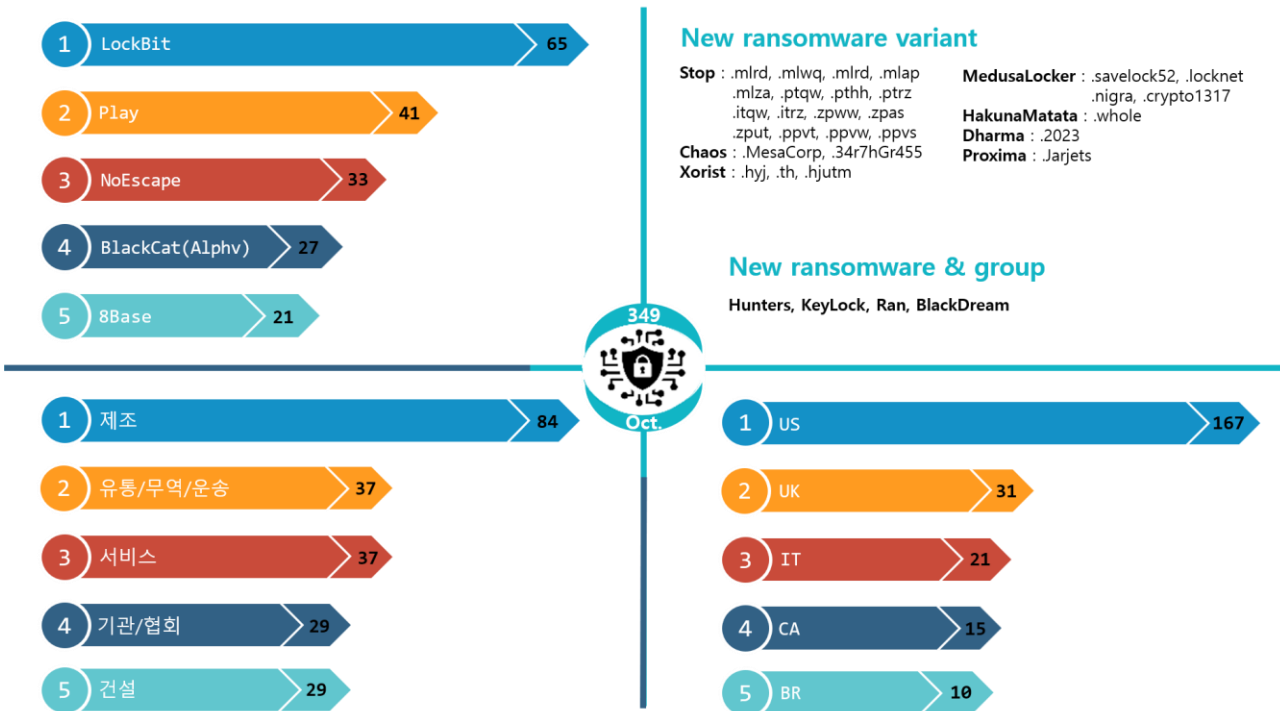 1 LockBit 65
2 Play 41
3 NoEscape 33
4 BlackCat(Alphv) 27
5 8Base 21
New ransomware variant
Stop : .mlrd, .mlwq, .mlrd, .mlap
.mlza, .ptqw, .pthh, .ptrz
.itqw, .itrz, .zpww, .zpas
.zput, .ppvt, .ppvw, .ppvs
Chaos : .MesaCorp, .34r7hGr455
Xorist : .hyj, .th, .hjutm
MedusaLocker : .savelock52, .locknet
.nigra, .crypto1317
HakunaMatata : .whole
Dharma : .2023
Proxima : .Jarjets
New ransomware & group
Hunters, KeyLock, Ran, BlackDream
349
Oct.
1 제조 84
2 유통/무역/운송 37
3 서비스 37
4 기관/협회 29
5 건설 29
1 US 167
2 UK 31
3 IT 21
4 CA 15
5 BR 10